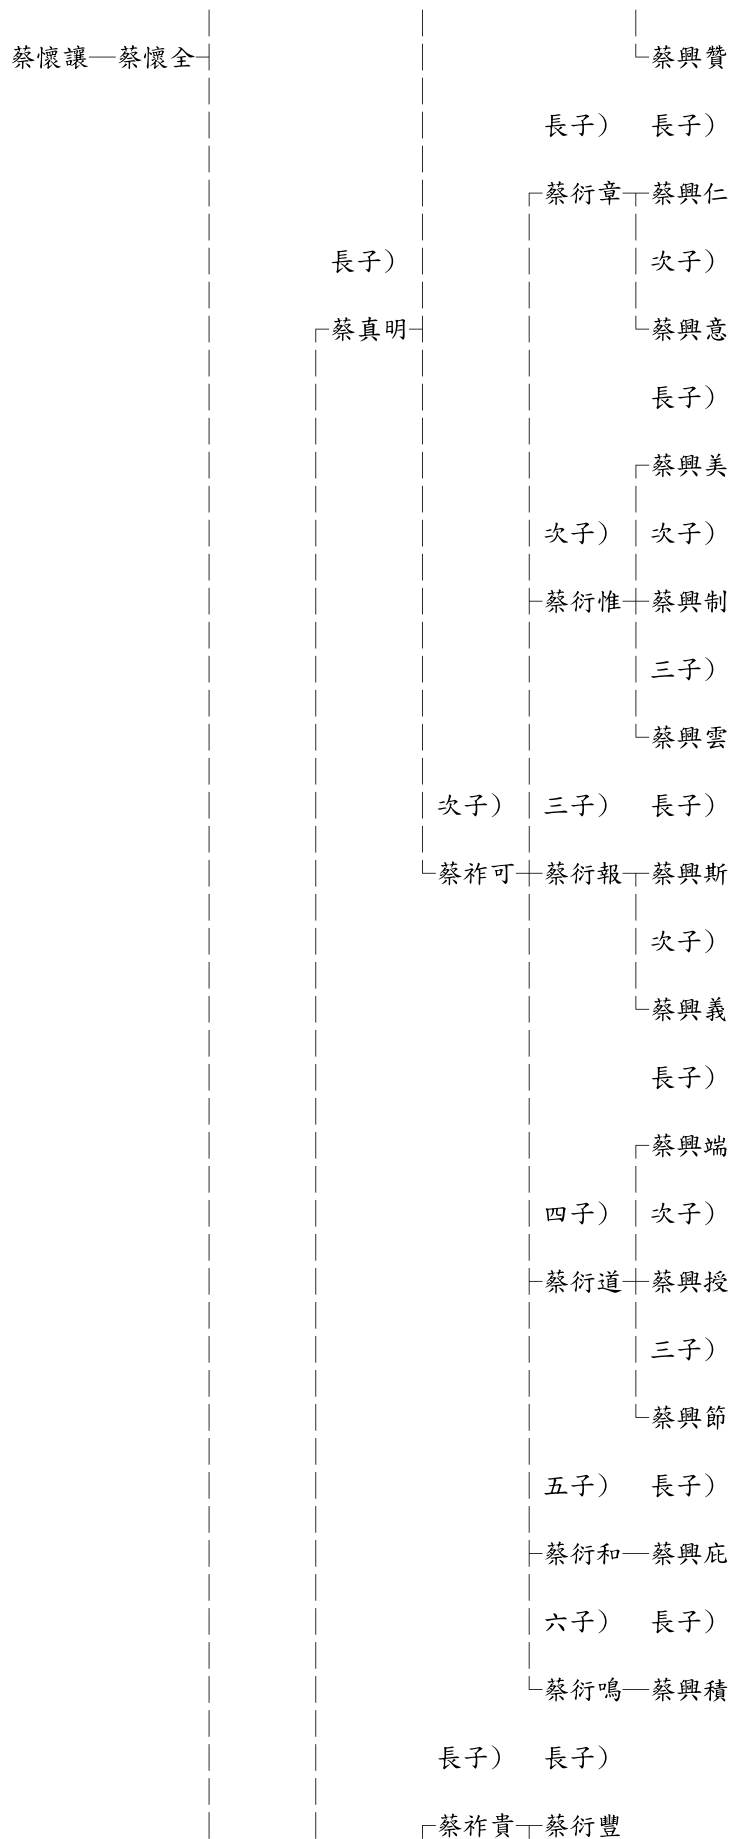 蔡懷讓 蔡懷全 蔡興贊
長子） 長子）
蔡衍章 蔡興仁
長子） 次子）
蔡真明 蔡興意
長子）
蔡興美
次子） 次子）
蔡衍惟 蔡興制
三子）
蔡興雲
次子） 三子） 長子）
蔡祚可 蔡衍報 蔡興斯
次子）
蔡興義
長子）
蔡興端
四子） 次子）
蔡衍道 蔡興授
三子）
蔡興節
五子） 長子）
蔡衍和 蔡興庇
六子） 長子）
蔡衍鳴 蔡興積
長子） 長子）
蔡祚貴 蔡衍豐